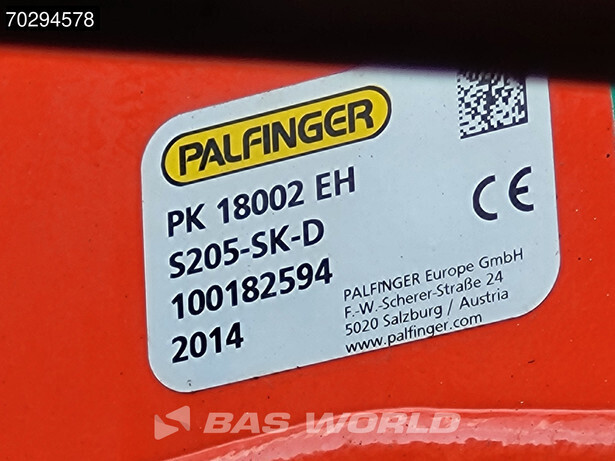 70294578
PALFINGER
PK 18002 EH
S205-SK-D
100182594
2014
CE
PALFINGER Europe GmbH
F.-W.-Scherer-Straße 24
5020 Salzburg / Austria
www.palfinger.com
BAS WORLD